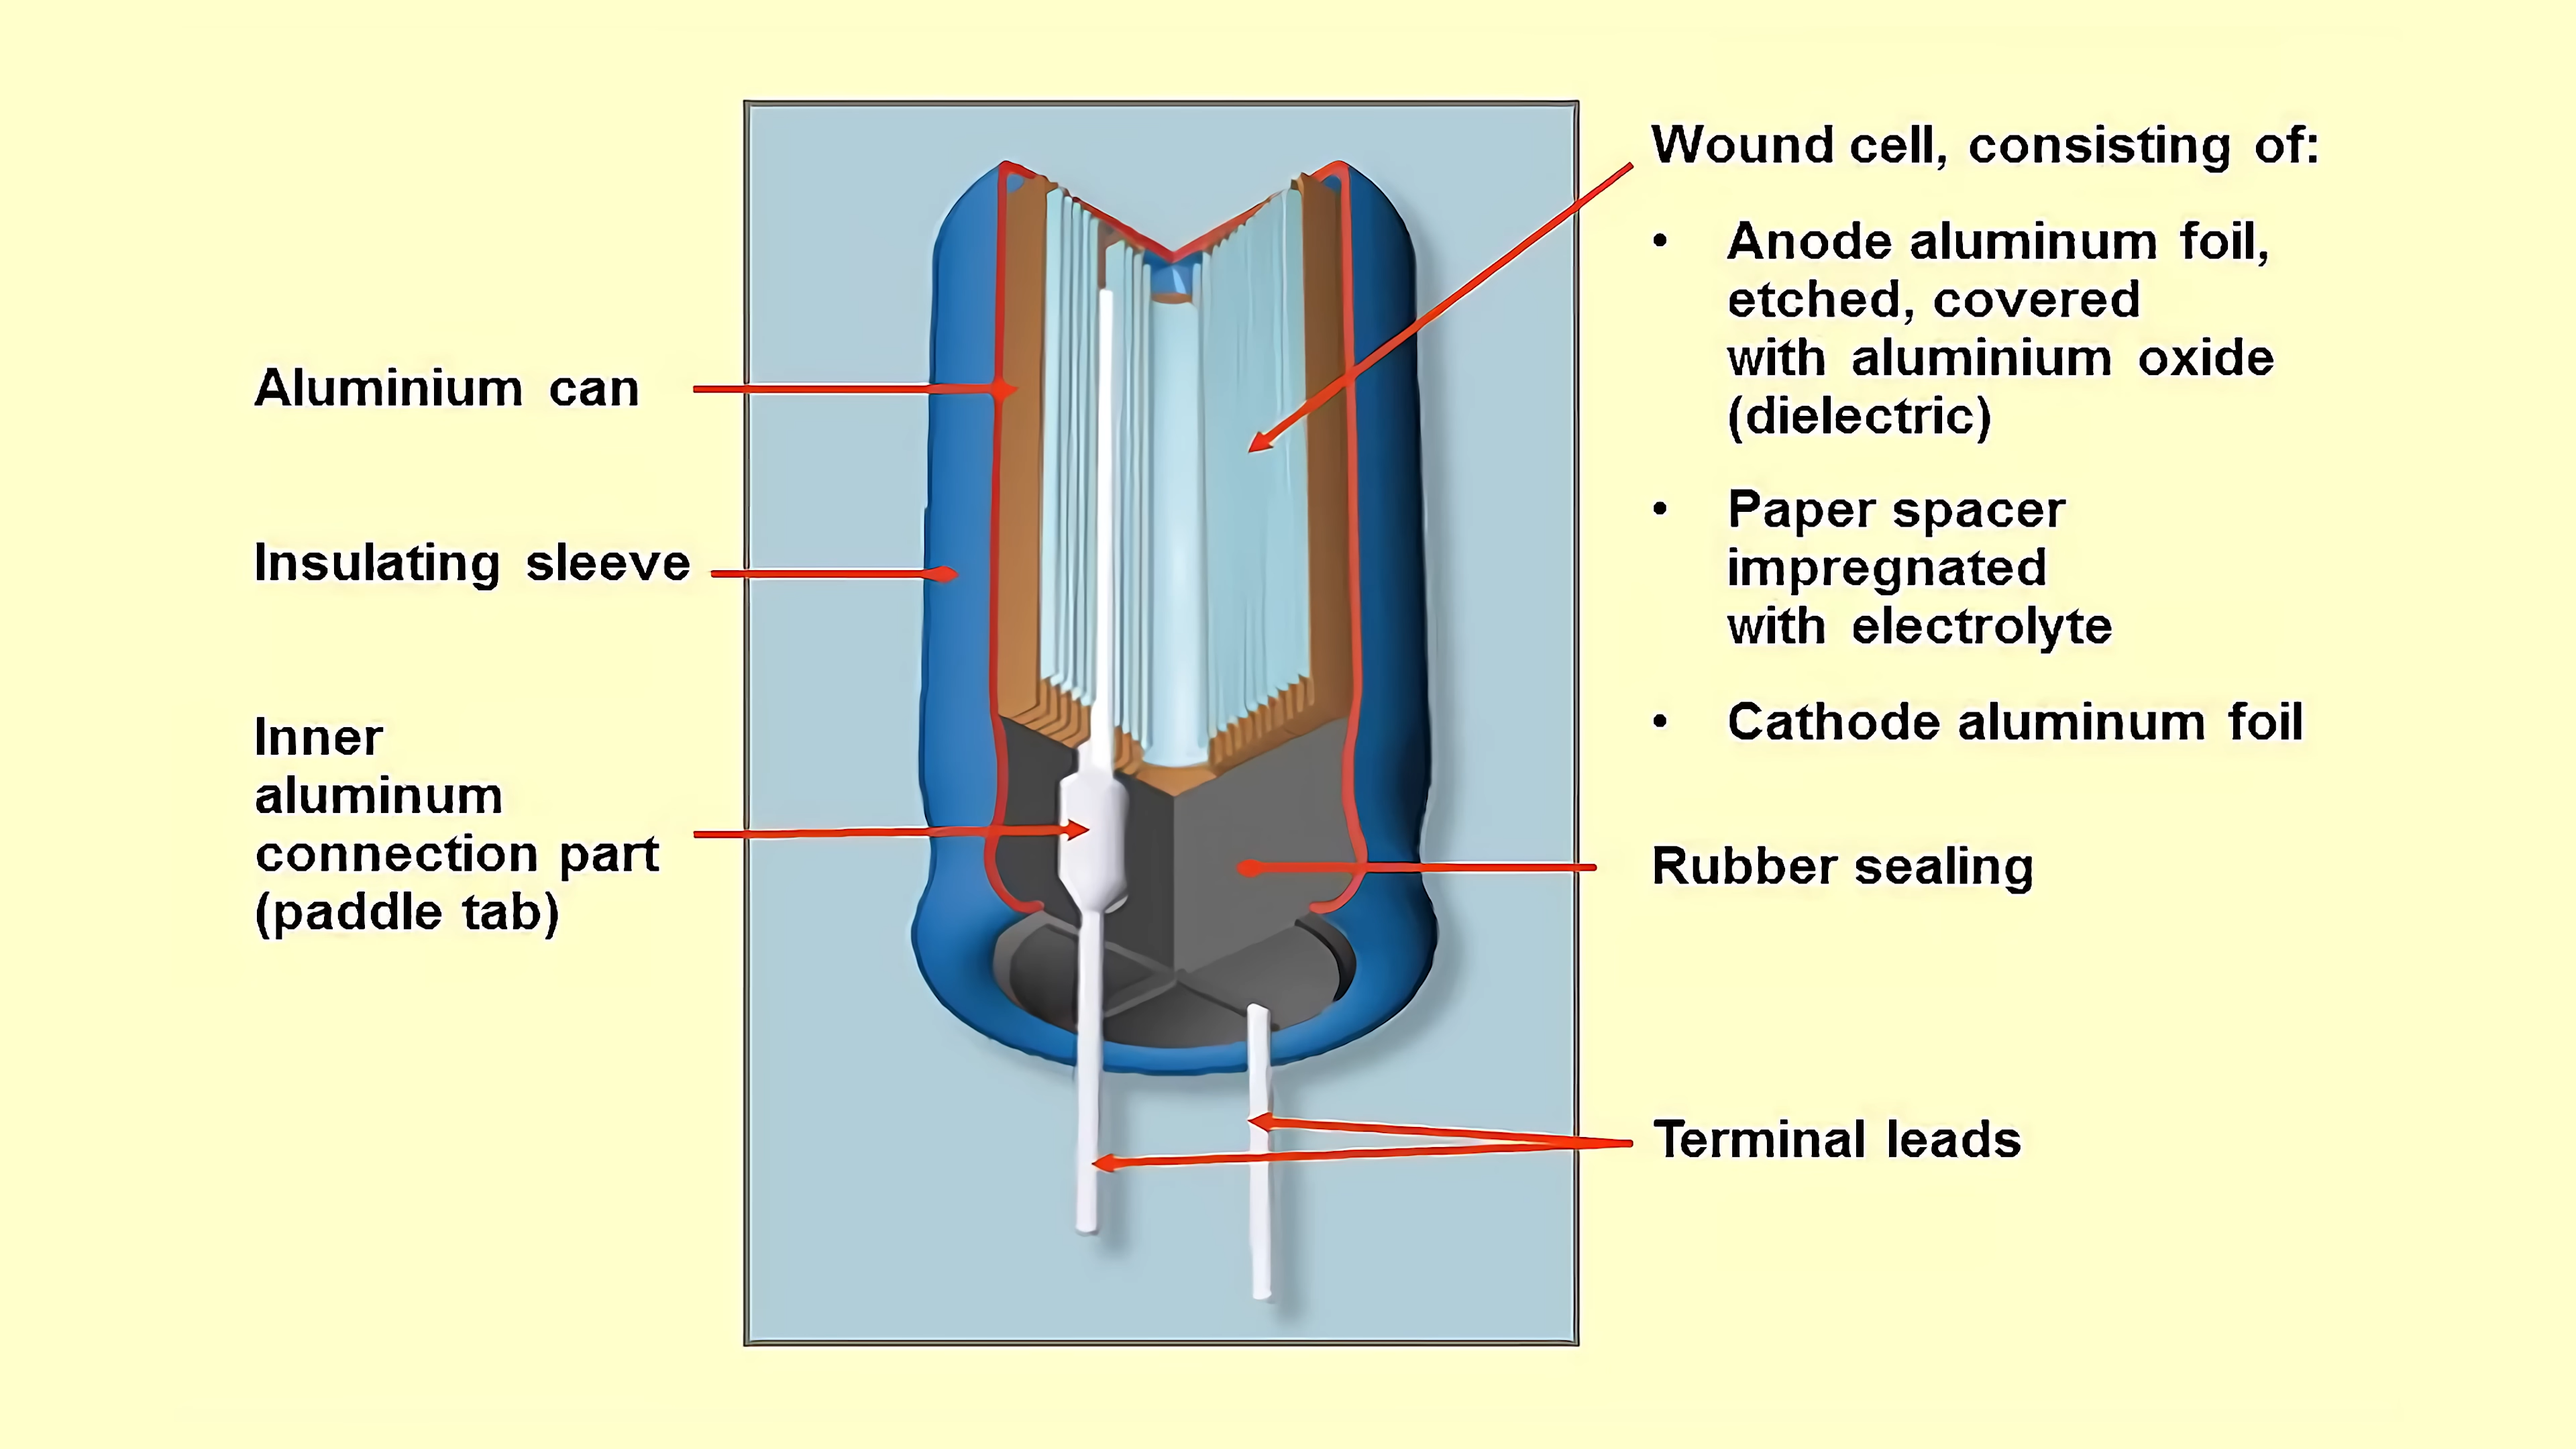 Aluminium can
Insulating sleeve
Inner
aluminum
connection part
(paddle tab)
Wound cell, consisting of:
• Anode aluminum foil,
etched, covered
with aluminium oxide
(dielectric)
• Paper spacer
impregnated
with electrolyte
• Cathode aluminum foil
Rubber sealing
Terminal leads